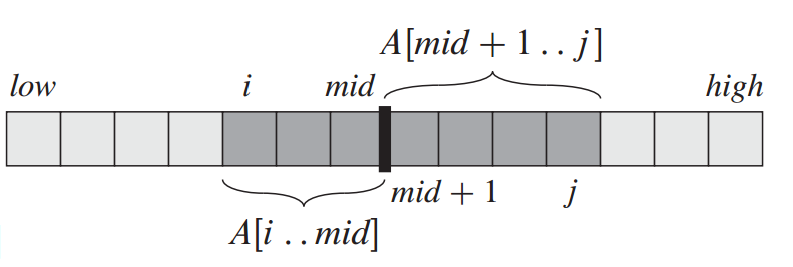 A[mid + 1 . . j]
low i mid high
mid + 1 j
A[i . . mid]